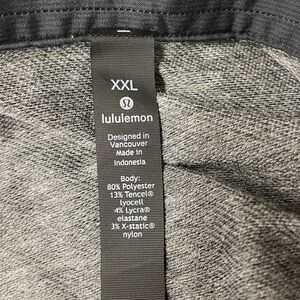 XXL
lululemon
Designed in
Vancouver
Made in
Indonesia
Body:
80% Polyester
13% Tencel®
lyocell
4% Lycra®
elastane
3% X-static®
nylon